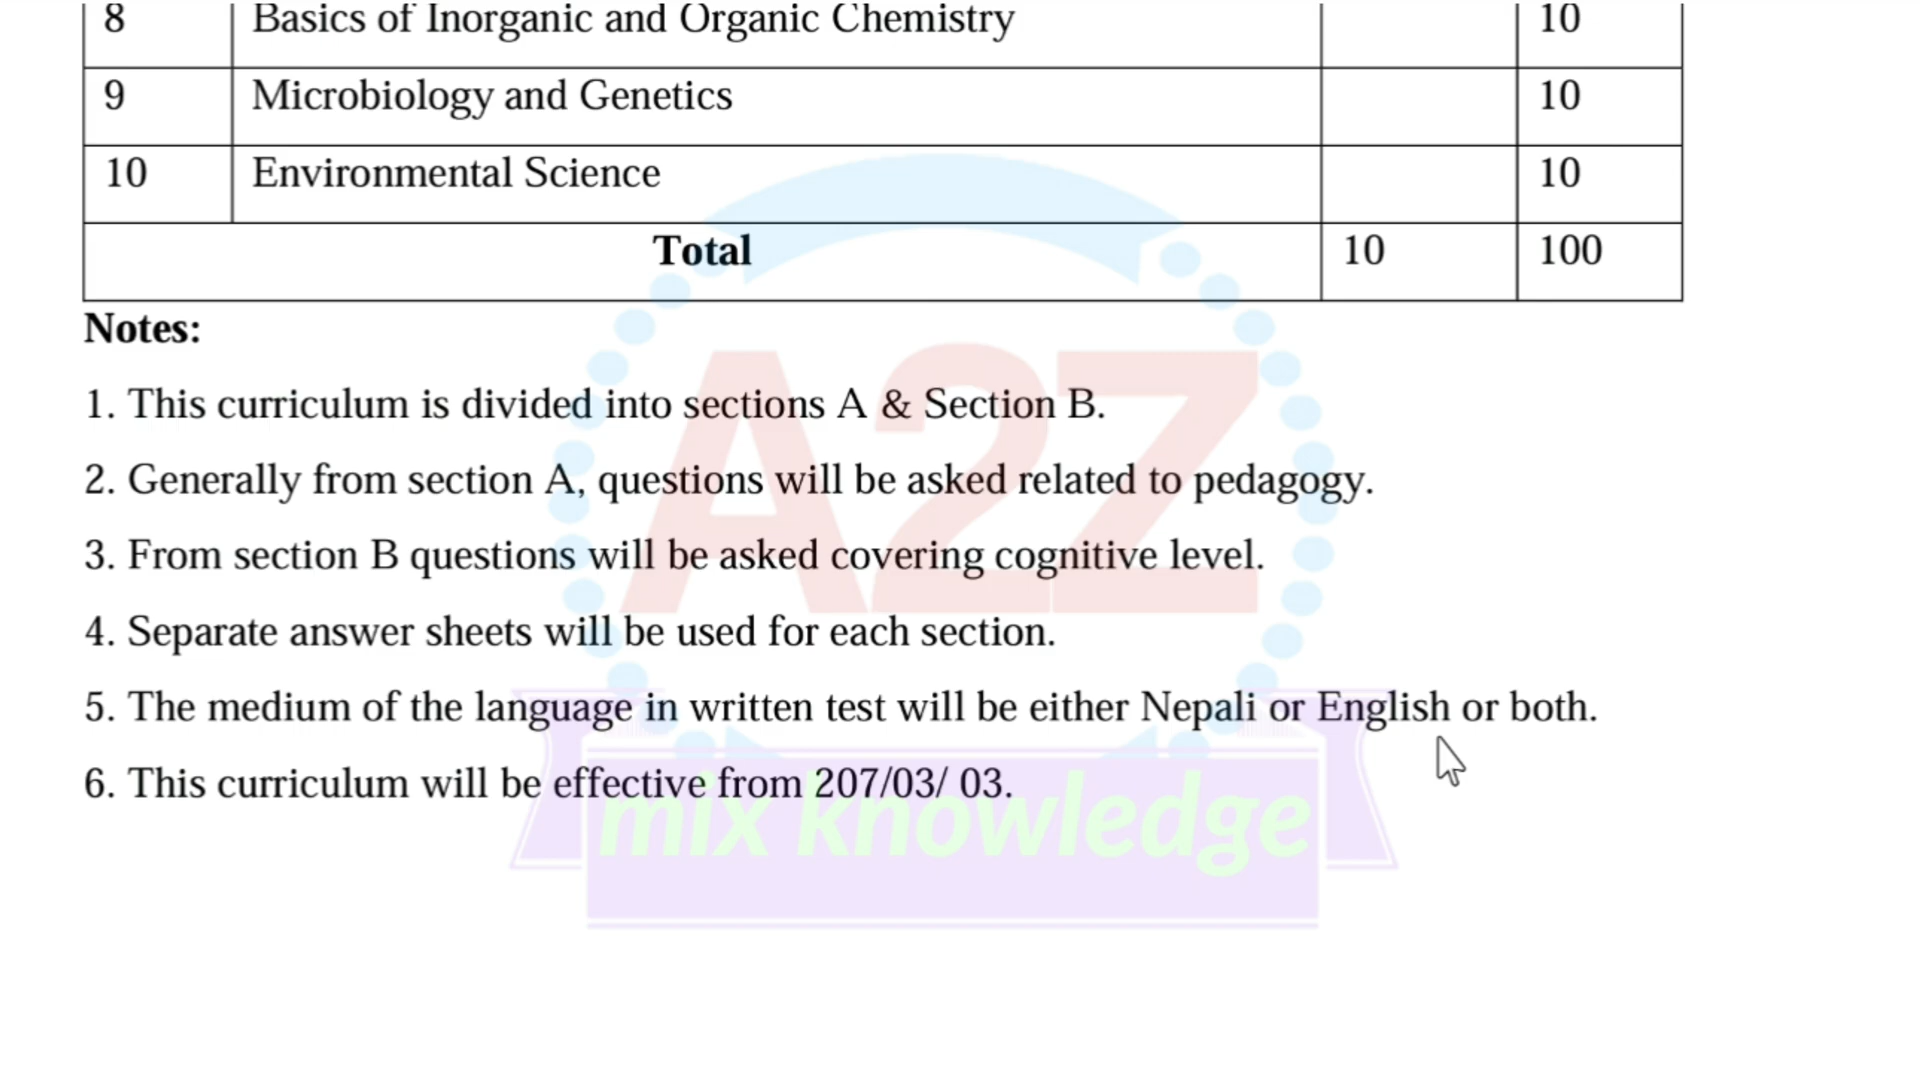 8 Basics of Inorganic and Organic Chemistry 10
9 Microbiology and Genetics 10
10 Environmental Science 10
Total 10 100
Notes:
1. This curriculum is divided into sections A & Section B.
2. Generally from section A, questions will be asked related to pedagogy.
3. From section B questions will be asked covering cognitive level.
4. Separate answer sheets will be used for each section.
5. The medium of the language in written test will be either Nepali or English or both.
6. This curriculum will be effective from 207/03/ 03.
A2Z
mix knowledge